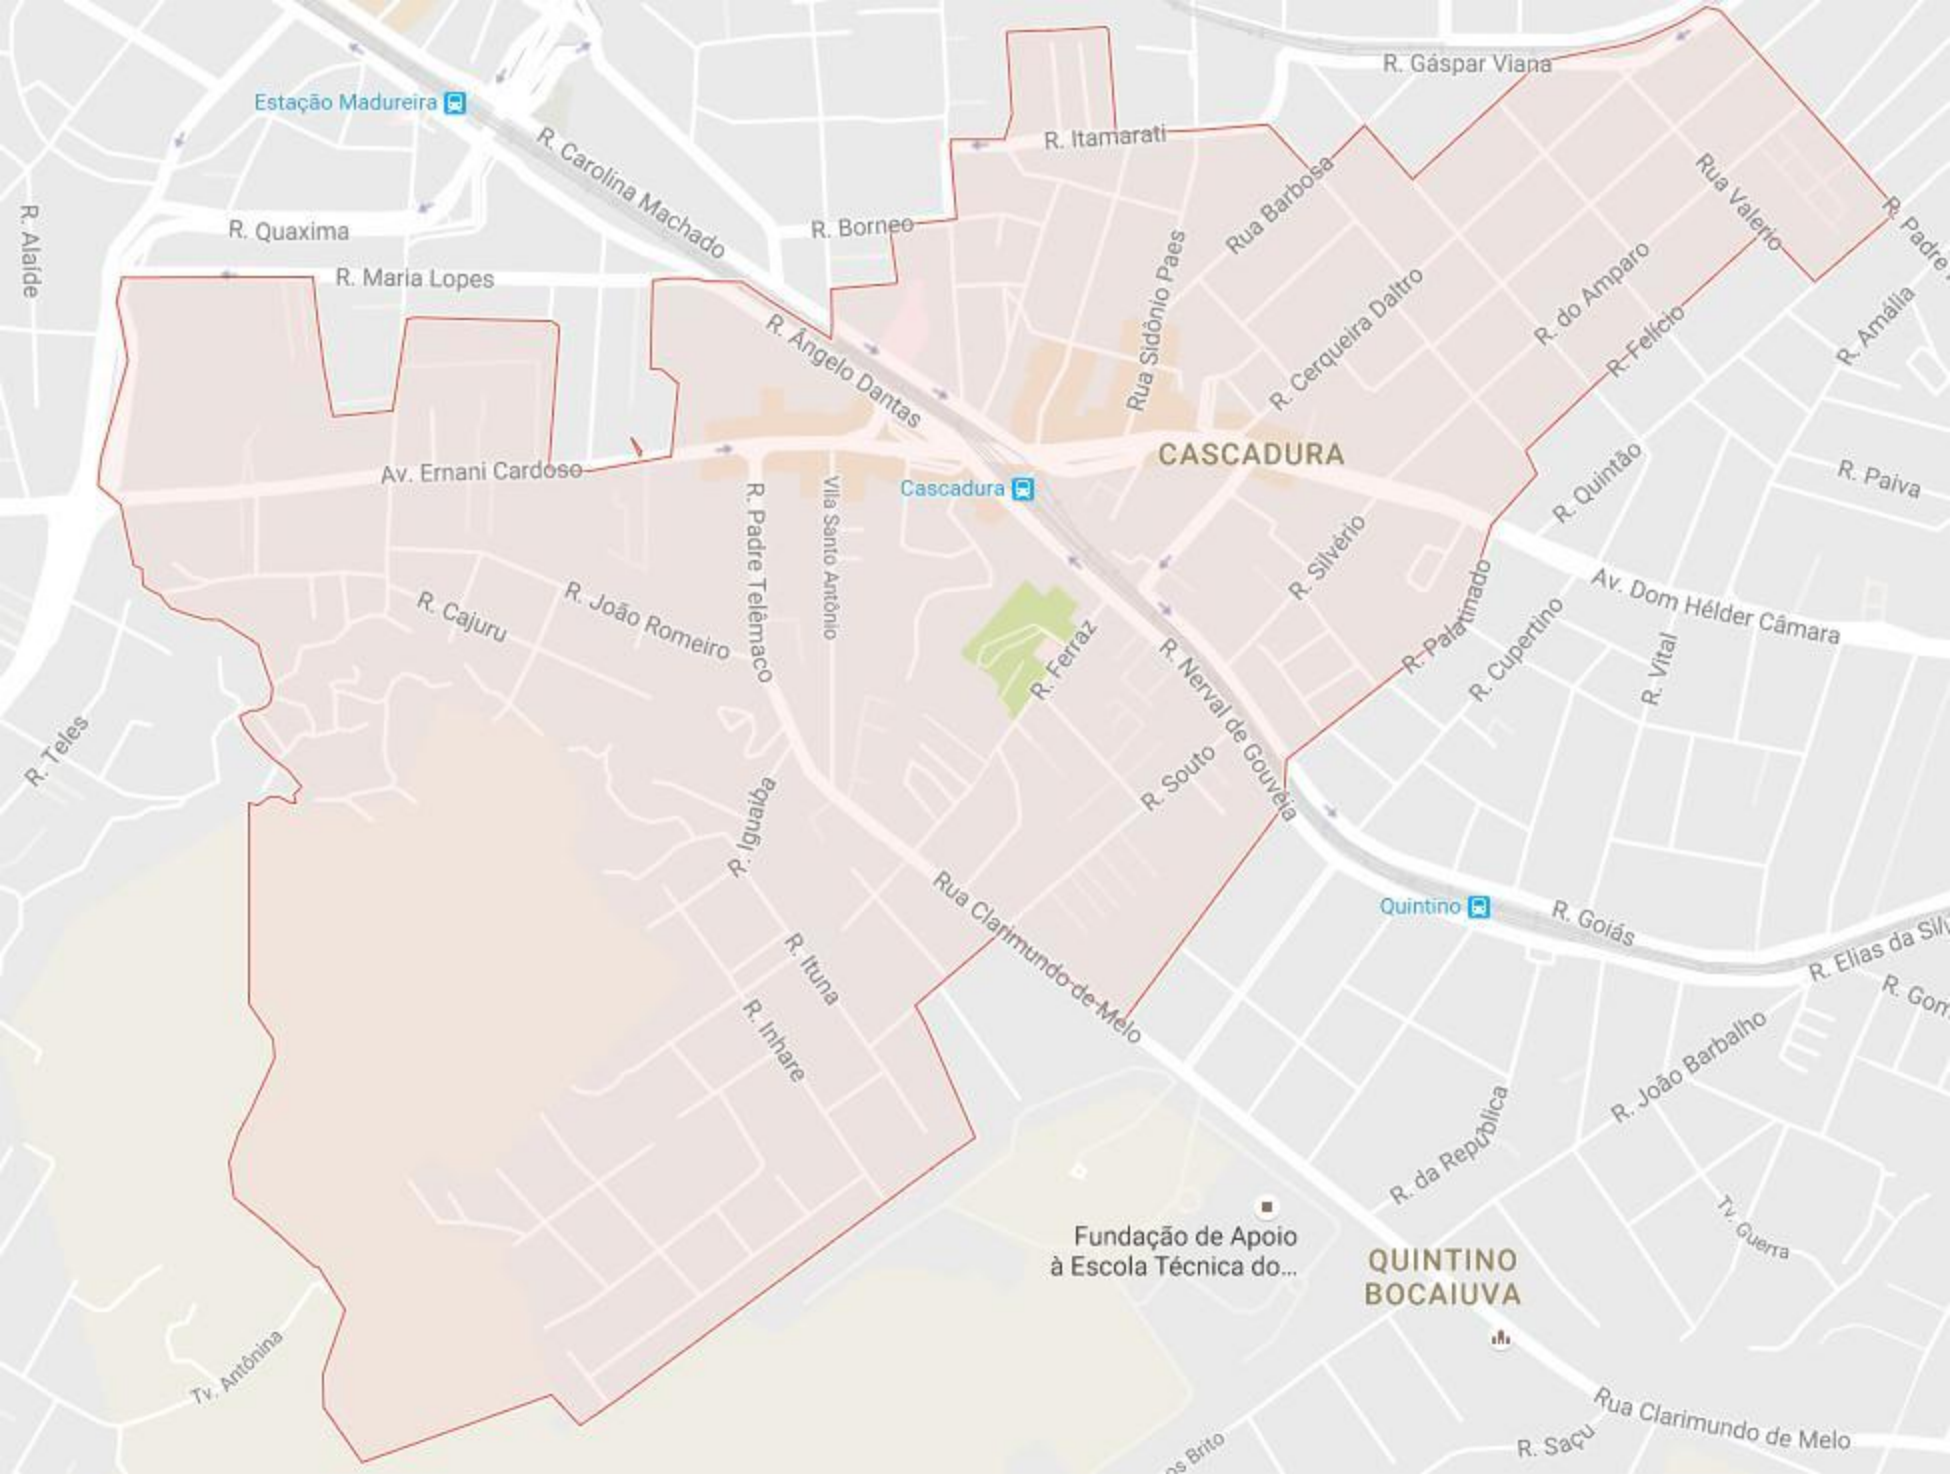 R. Gáspar Viana
Estação Madureira
R. Carolina Machado
R. Itamarati
R. Alaíde
R. Quaxima
R. Borneo
Rua Barbosa
Rua Valerio
R. Padre
R. Maria Lopes
R. Ângelo Dantas
Rua Sidônio Paes
R. Cerqueira Daltro
R. do Amparo
R. Felício
R. Amália
Av. Ernani Cardoso
CASCADURA
Cascadura
R. Quintão
R. Paiva
R. Padre Telêmaco
Vila Santo Antônio
R. Silvério
R. Cajuru
R. João Romeiro
R. Ferraz
R. Nerval de Gouvêia
R. Palatinado
R. Cupertino
Av. Dom Hélder Câmara
R. Vital
R. Teles
R. Iguaíba
R. Souto
Rua Clarimundo de Melo
Quintino
R. Goiás
R. Elias da Silv
R. Gom
R. Ituna
R. Inhare
R. João Barbalho
R. da República
Tv. Guerra
Fundação de Apoio
à Escola Técnica do...
QUINTINO
BOCAIUVA
Tv. Antônina
Rua Clarimundo de Melo
R. Saçu
os Brito